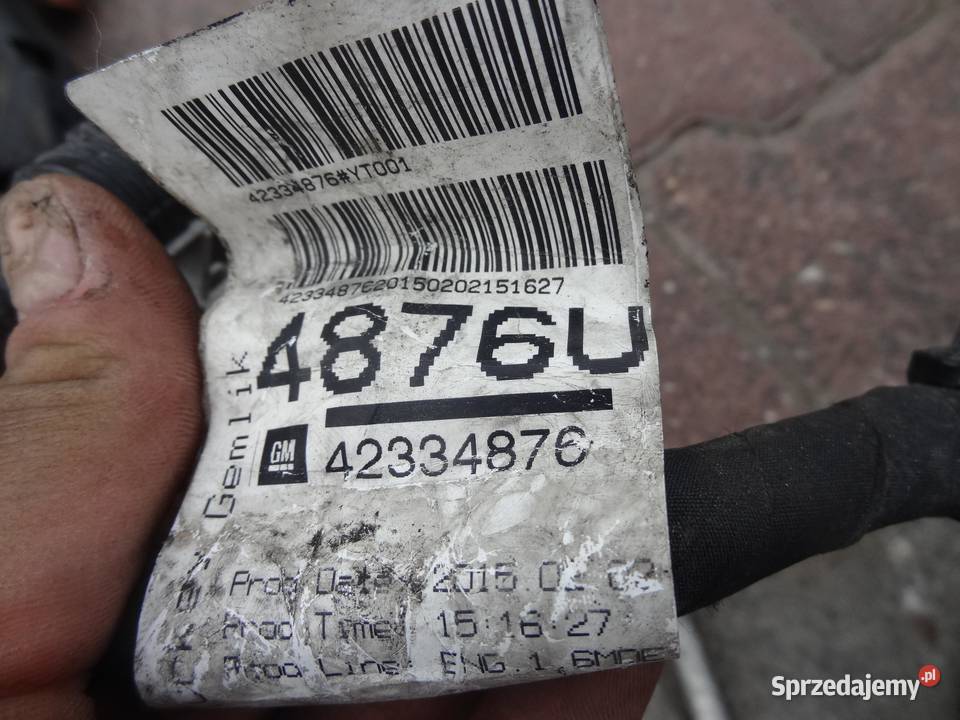 42334876#YT001
4233487620150202151627
4876U
Gemlik
GM
42334876
Prod Date: 2015.02.02
Prod Time: 15:16:27
Prod Line: ENG.1,6MDE
Sprzedajemy.pl